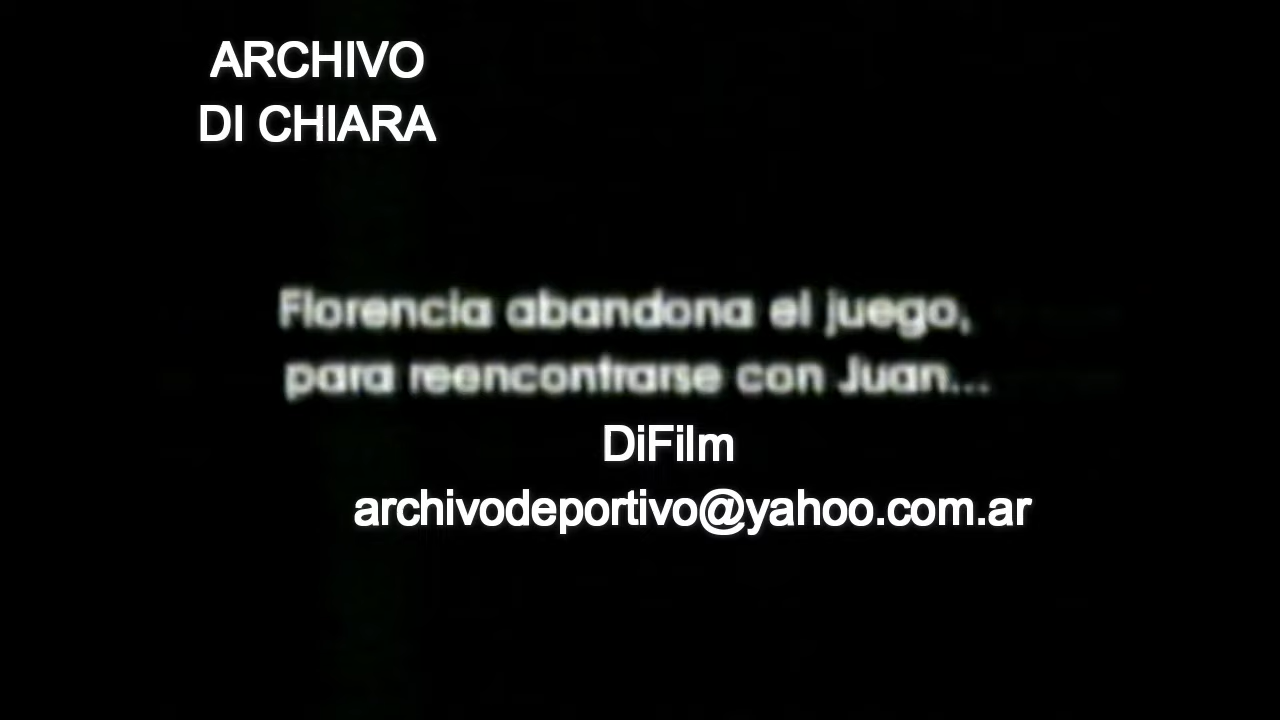 ARCHIVO
DI CHIARA
Florencia abandona el juego,
para reencontrarse con Juan...
DiFilm
archivodeportivo@yahoo.com.ar